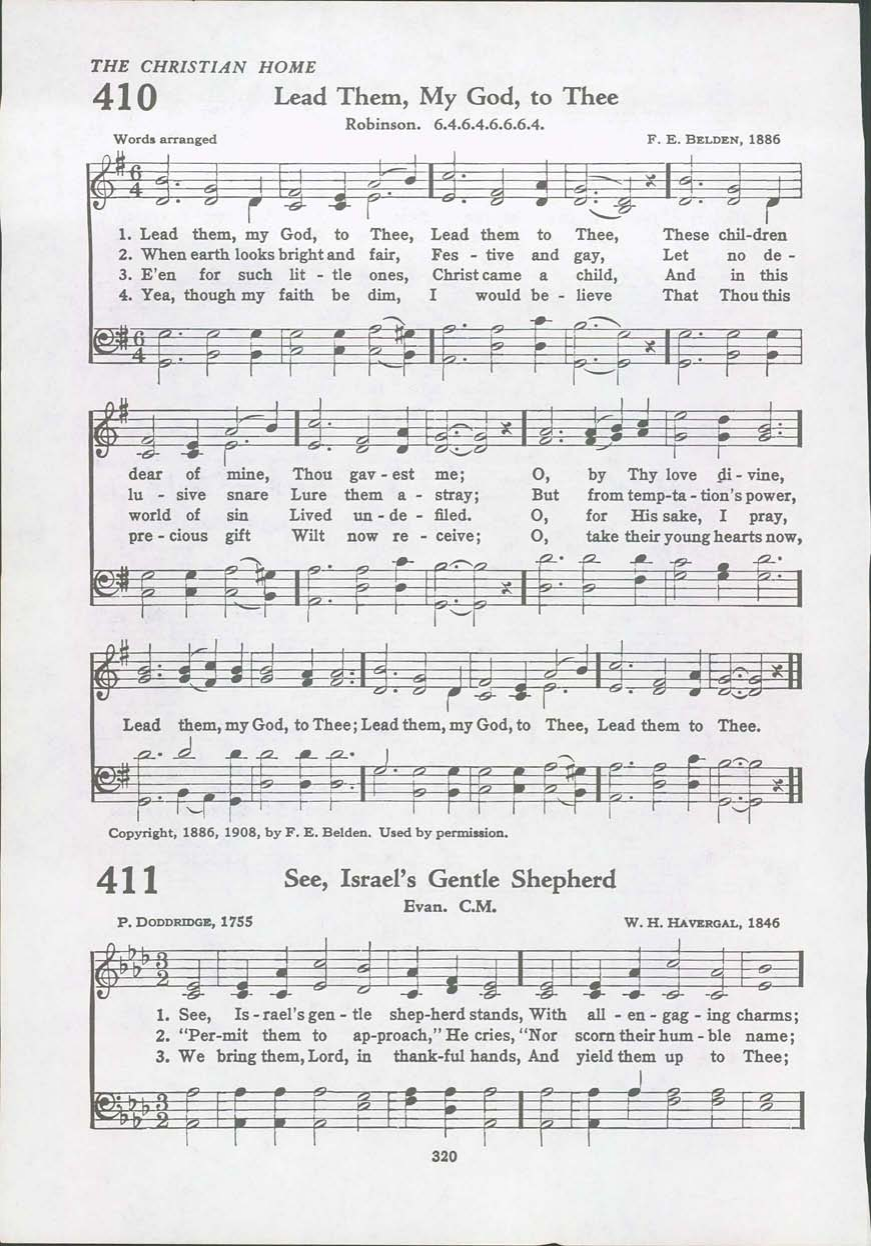 THE CHRISTIAN HOME
410 Lead Them, My God, to Thee
Robinson. 6.4.6.4.6.6.6.4.
Words arranged F. E. BELDEN, 1886
1. Lead them, my God, to Thee, Lead them to Thee, These chil-dren
2. When earth looks bright and fair, Fes - tive and gay, Let no de -
3. E'en for such lit - tle ones, Christ came a child, And in this
4. Yea, though my faith be dim, I would be - lieve That Thou this
dear of mine, Thou gav - est me; O, by Thy love di - vine,
lu - sive snare Lure them a - stray; But from temp-ta - tion's power,
world of sin Lived un - de - filed. O, for His sake, I pray,
pre - cious gift Wilt now re - ceive; O, take their young hearts now,
Lead them, my God, to Thee; Lead them, my God, to Thee, Lead them to Thee.
Copyright, 1886, 1908, by F. E. Belden. Used by permission.
411 See, Israel's Gentle Shepherd
Evan. C.M.
P. DODDRIDGE, 1755 W. H. HAVERGAL, 1846
1. See, Is - rael's gen - tle shep-herd stands, With all - en - gag - ing charms;
2. "Per-mit them to ap-proach," He cries, "Nor scorn their hum - ble name;
3. We bring them, Lord, in thank-ful hands, And yield them up to Thee;
320